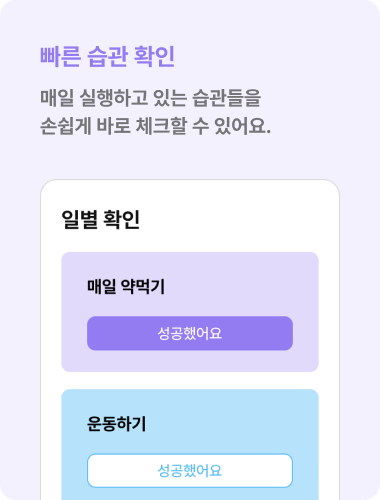 빠른 습관 확인
매일 실행하고 있는 습관들을
손쉽게 바로 체크할 수 있어요.
일별 확인
매일 약먹기
성공했어요
운동하기
성공했어요